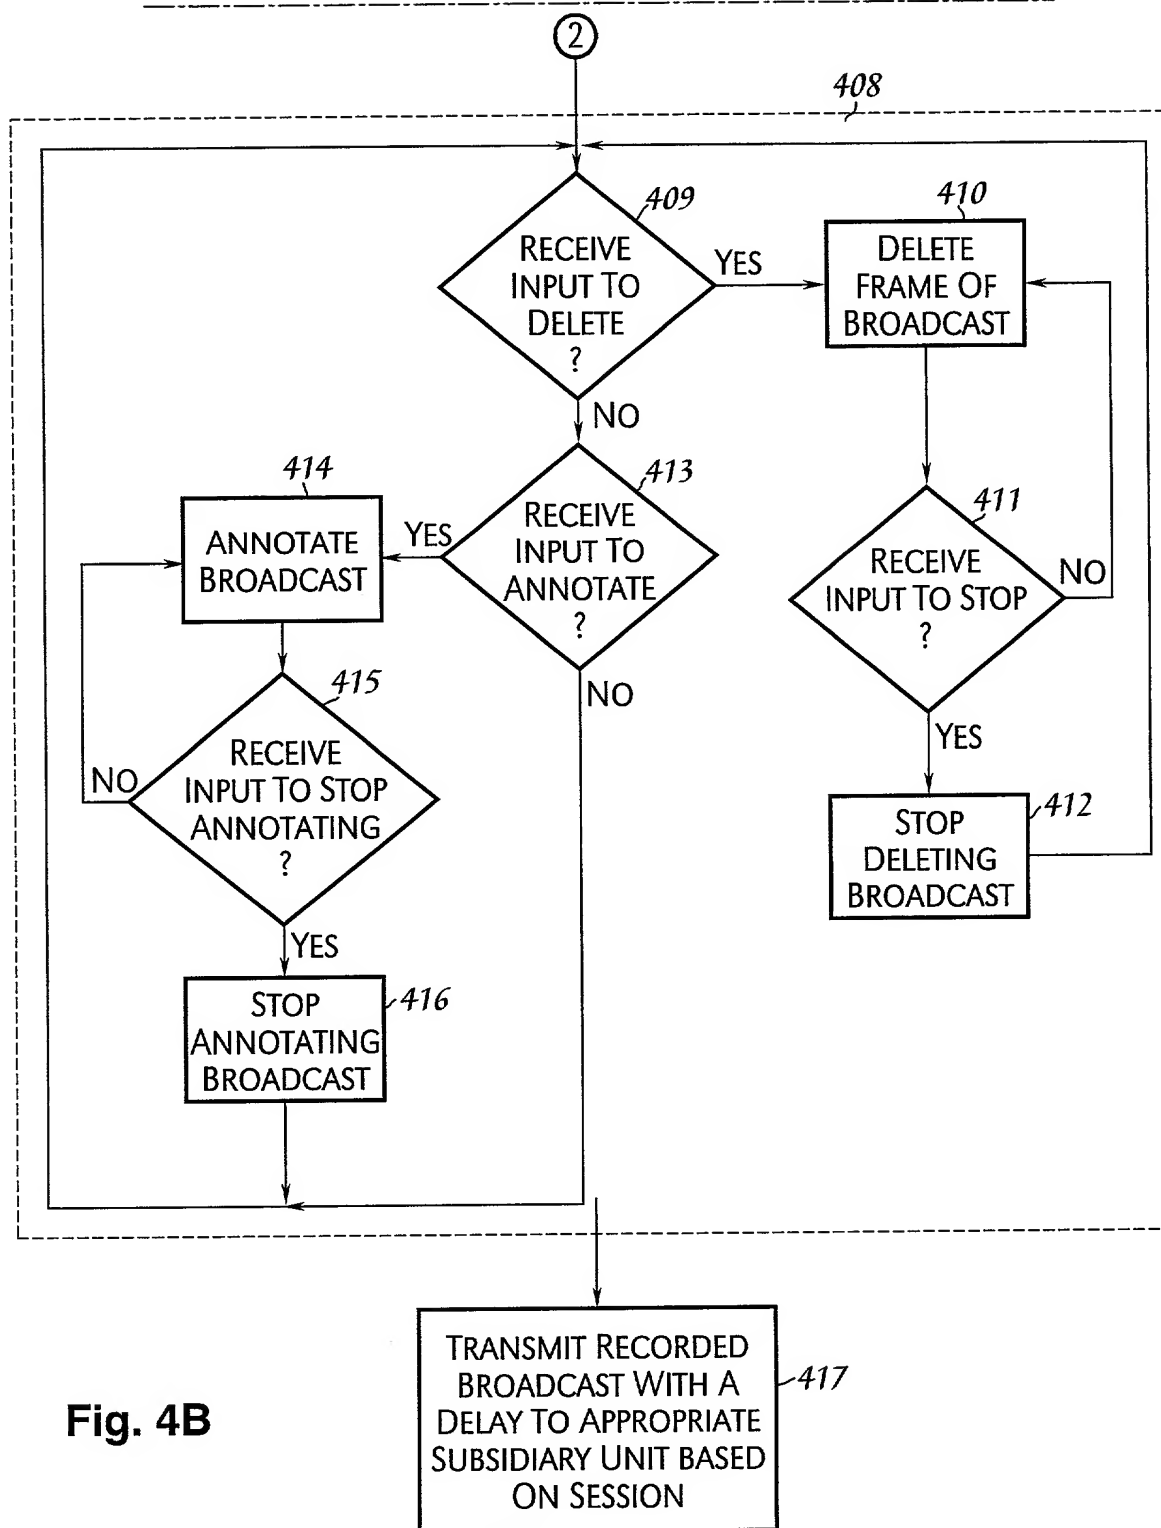 2
408
409
RECEIVE
INPUT TO
DELETE
?
YES
410
DELETE
FRAME OF
BROADCAST
NO
413
RECEIVE
INPUT TO
ANNOTATE
?
YES
414
ANNOTATE
BROADCAST
411
RECEIVE
INPUT TO STOP
?
NO
NO
415
RECEIVE
INPUT TO STOP
ANNOTATING
?
NO
YES
YES
412
STOP
DELETING
BROADCAST
416
STOP
ANNOTATING
BROADCAST
417
TRANSMIT RECORDED
BROADCAST WITH A
DELAY TO APPROPRIATE
SUBSIDIARY UNIT BASED
ON SESSION
Fig. 4B